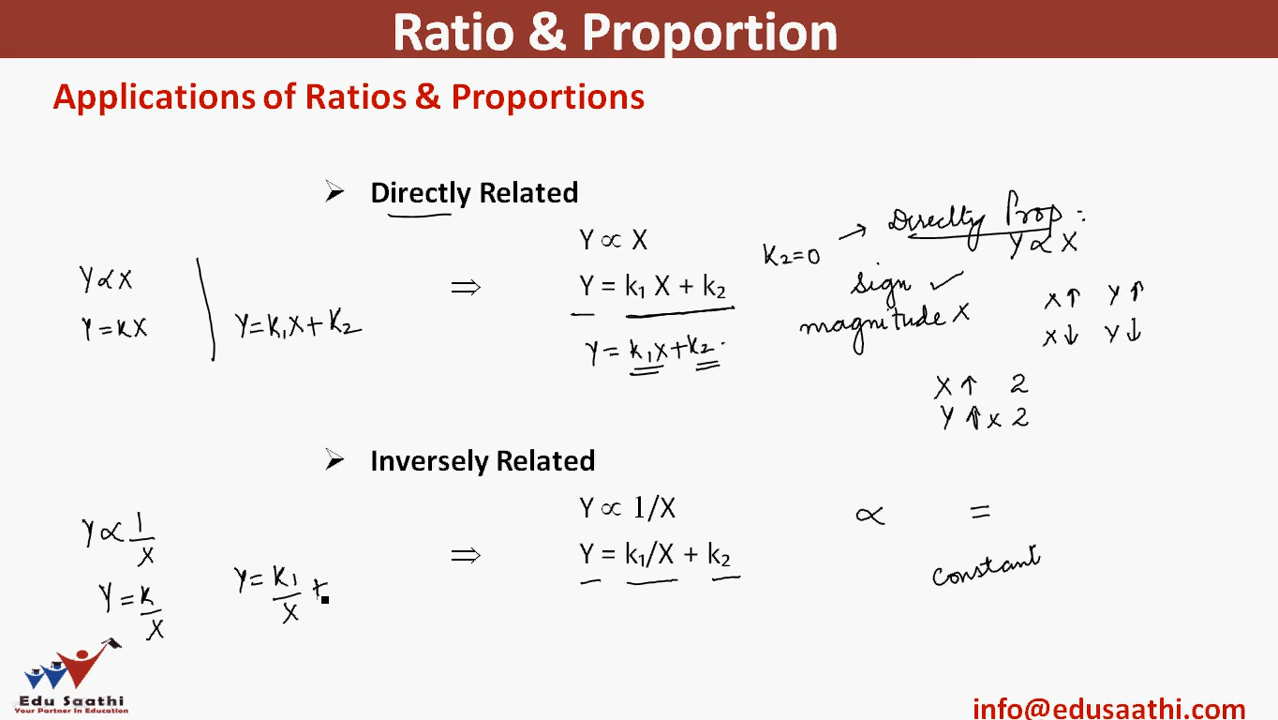 Ratio & Proportion
Applications of Ratios & Proportions
➢ Directly Related
Y ∝ X
⇒ Y = k₁ X + k₂
Y = k₁x + k₂
Y ∝ X
Y = KX
Y = K₁X + K₂
K₂=0 → Directly Prop:
Y ∝ X
sign ✓
magnitude X
X↑ Y↑
X↓ Y↓
X↑ 2
Y↑ x 2
➢ Inversely Related
Y ∝ 1/X
⇒ Y = k₁/X + k₂
Y ∝ 1/X
Y = K/X
Y = K₁/X +
∝ =
constant
Edu Saathi
Your Partner In Education
info@edusaathi.com